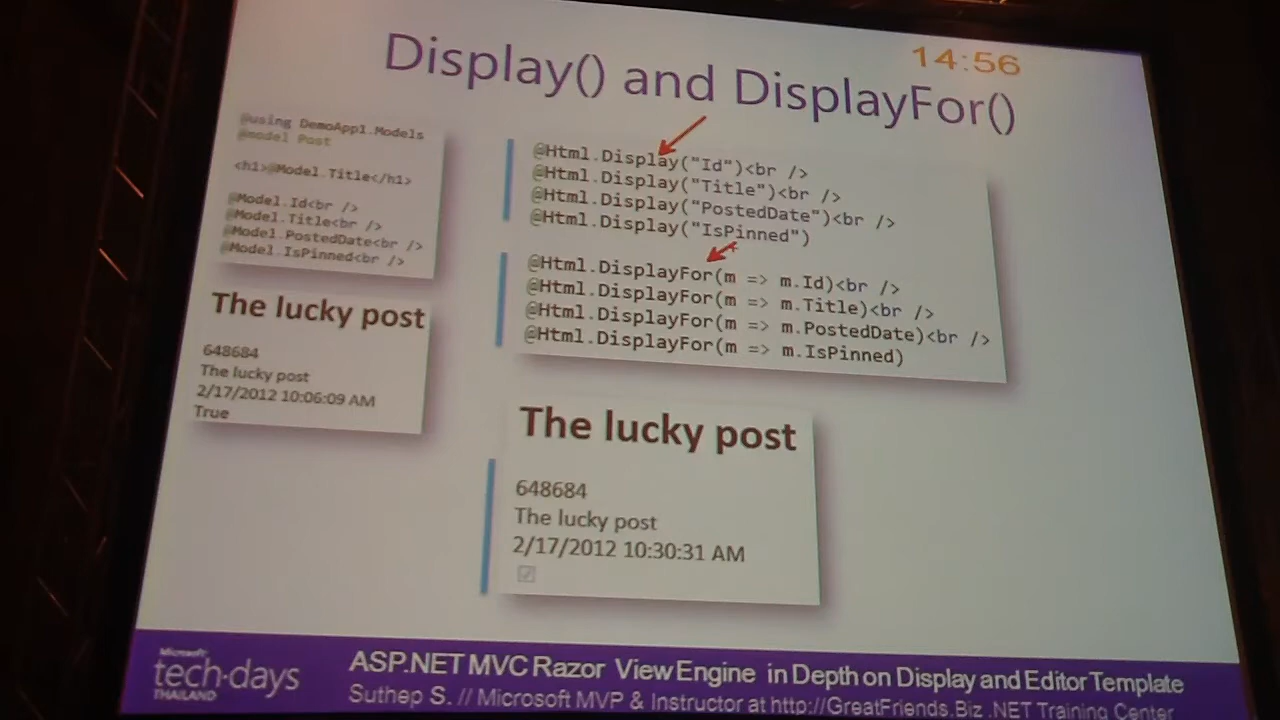 14:56
Display() and DisplayFor()
@using DemoApp1.Models
@model Post
<h1>@Model.Title</h1>
@Model.Id<br />
@Model.Title<br />
@Model.PostedDate<br />
@Model.IsPinned<br />
The lucky post
648684
The lucky post
2/17/2012 10:06:09 AM
True
@Html.Display("Id")<br />
@Html.Display("Title")<br />
@Html.Display("PostedDate")<br />
@Html.Display("IsPinned")
@Html.DisplayFor(m => m.Id)<br />
@Html.DisplayFor(m => m.Title)<br />
@Html.DisplayFor(m => m.PostedDate)<br />
@Html.DisplayFor(m => m.IsPinned)
The lucky post
648684
The lucky post
2/17/2012 10:30:31 AM
Microsoft
tech·days
THAILAND
ASP.NET MVC Razor View Engine in Depth on Display and Editor Template
Suthep S. // Microsoft MVP & Instructor at http://GreatFriends.Biz .NET Training Center